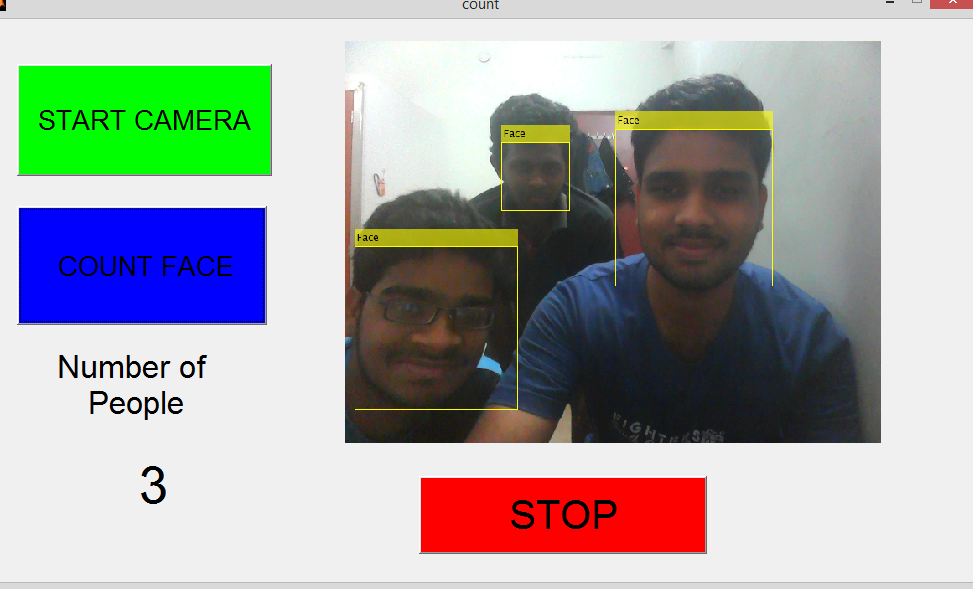 count
START CAMERA
COUNT FACE
Number of
People
3
Face
Face
Face
STOP